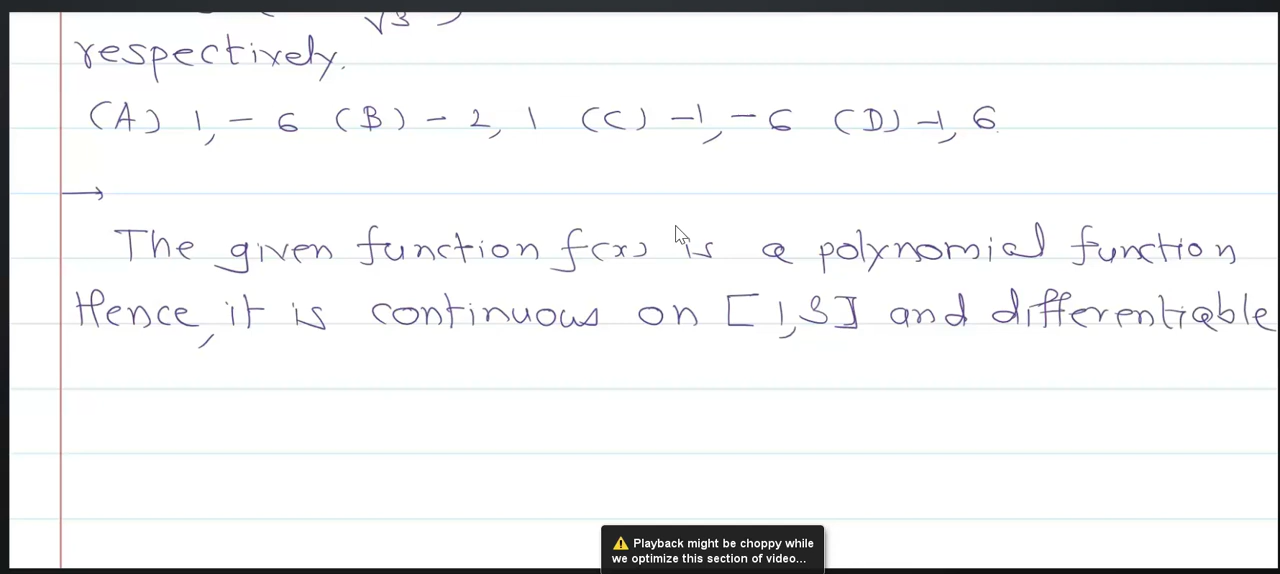 √3
respectively.
(A) 1, -6 (B) -2, 1 (C) -1, -6 (D) -1, 6
→
The given function f(x) is a polynomial function
Hence, it is continuous on [1,3] and differentiable
⚠ Playback might be choppy while
we optimize this section of video...